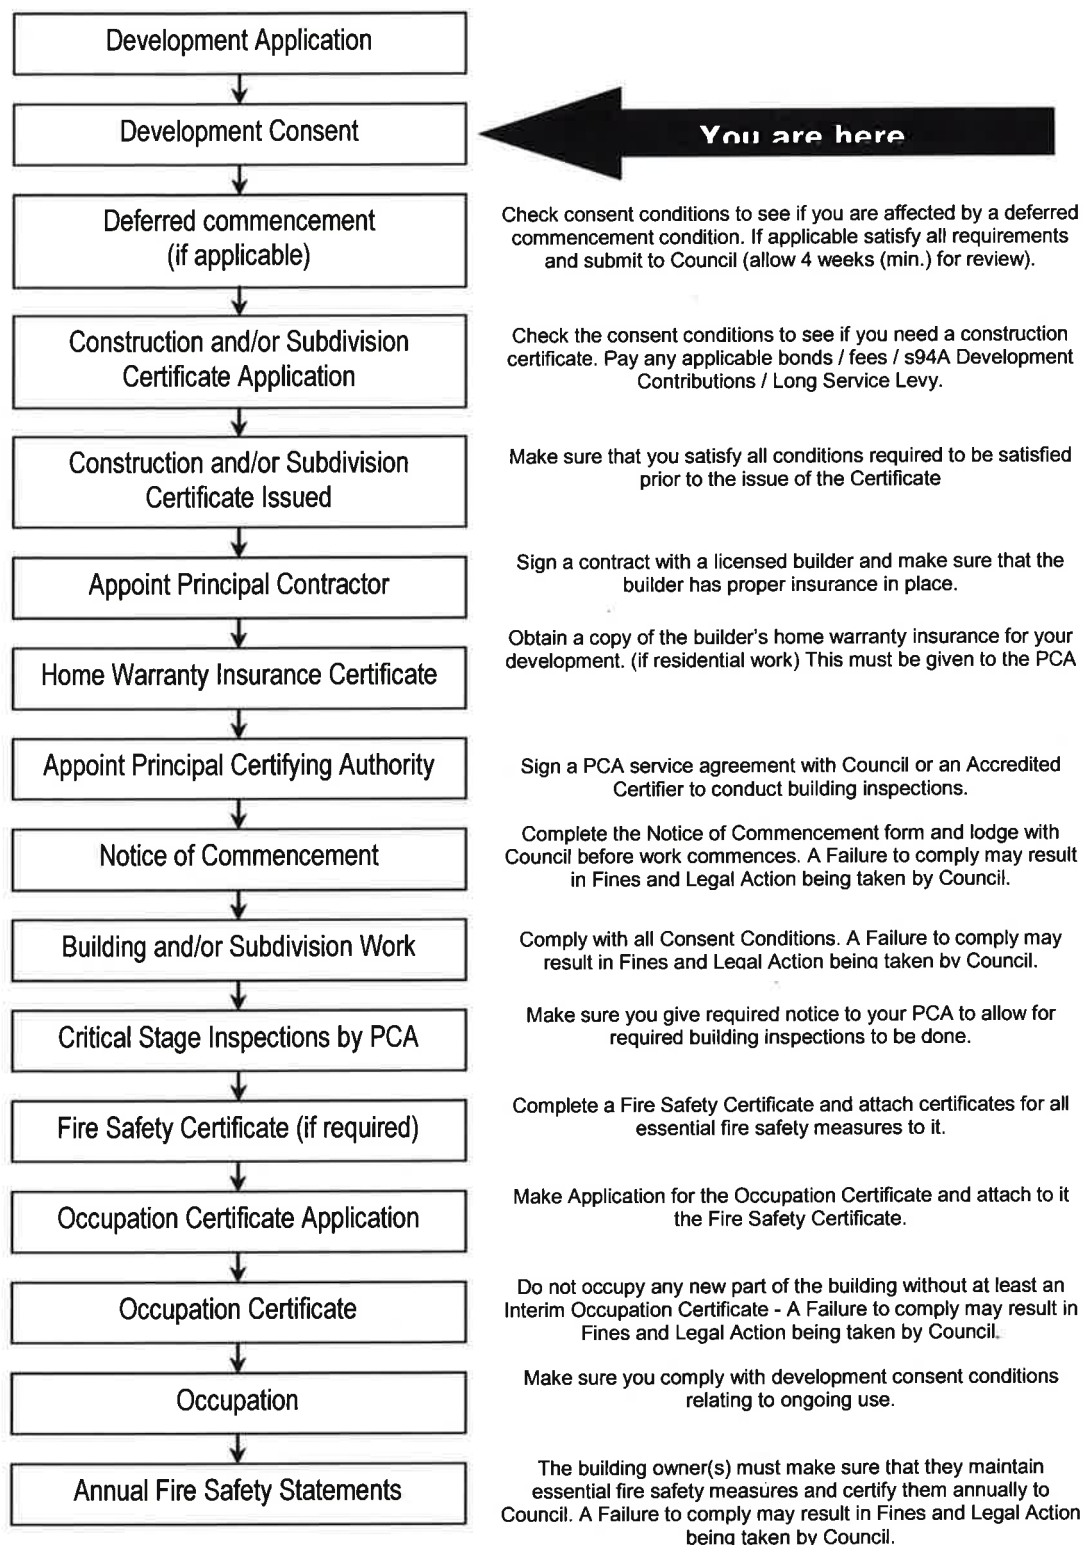 Development Application
Development Consent
You are here
Deferred commencement
(if applicable)
Check consent conditions to see if you are affected by a deferred
commencement condition. If applicable satisfy all requirements
and submit to Council (allow 4 weeks (min.) for review).
Construction and/or Subdivision
Certificate Application
Check the consent conditions to see if you need a construction
certificate. Pay any applicable bonds / fees / s94A Development
Contributions / Long Service Levy.
Construction and/or Subdivision
Certificate Issued
Make sure that you satisfy all conditions required to be satisfied
prior to the issue of the Certificate
Appoint Principal Contractor
Sign a contract with a licensed builder and make sure that the
builder has proper insurance in place.
Home Warranty Insurance Certificate
Obtain a copy of the builder's home warranty insurance for your
development. (if residential work) This must be given to the PCA
Appoint Principal Certifying Authority
Sign a PCA service agreement with Council or an Accredited
Certifier to conduct building inspections.
Notice of Commencement
Complete the Notice of Commencement form and lodge with
Council before work commences. A Failure to comply may result
in Fines and Legal Action being taken by Council.
Building and/or Subdivision Work
Comply with all Consent Conditions. A Failure to comply may
result in Fines and Legal Action being taken by Council.
Critical Stage Inspections by PCA
Make sure you give required notice to your PCA to allow for
required building inspections to be done.
Fire Safety Certificate (if required)
Complete a Fire Safety Certificate and attach certificates for all
essential fire safety measures to it.
Occupation Certificate Application
Make Application for the Occupation Certificate and attach to it
the Fire Safety Certificate.
Occupation Certificate
Do not occupy any new part of the building without at least an
Interim Occupation Certificate - A Failure to comply may result in
Fines and Legal Action being taken by Council.
Occupation
Make sure you comply with development consent conditions
relating to ongoing use.
Annual Fire Safety Statements
The building owner(s) must make sure that they maintain
essential fire safety measures and certify them annually to
Council. A Failure to comply may result in Fines and Legal Action
being taken by Council.